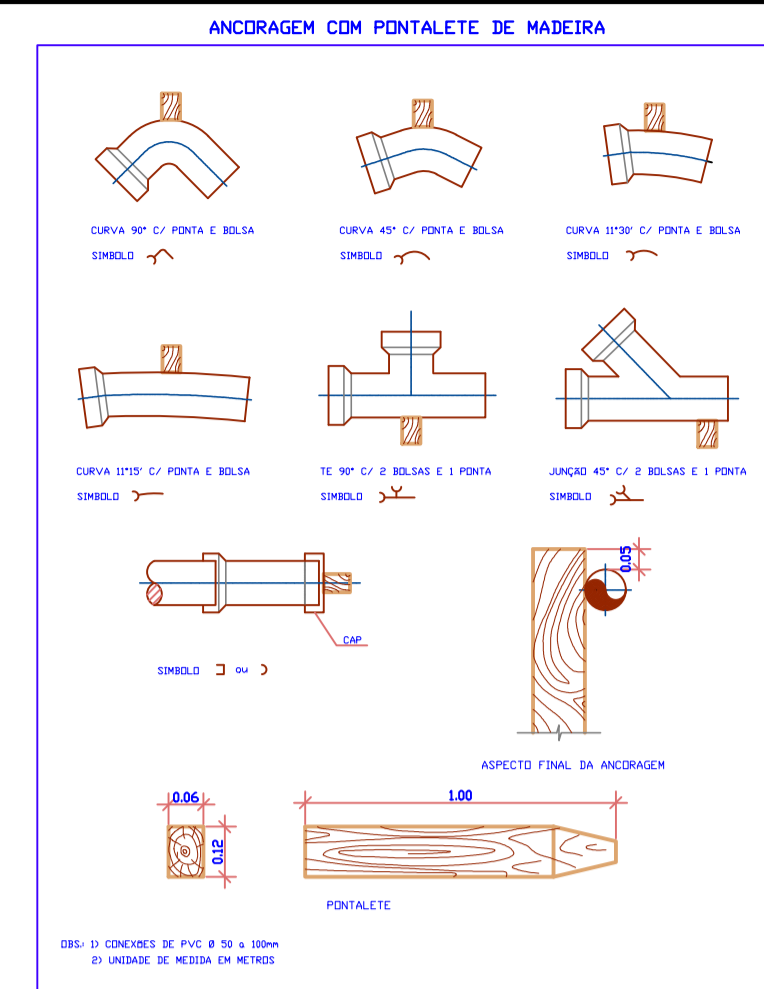 ANCORAGEM COM PONTALETE DE MADEIRA
CURVA 90° C/ PONTA E BOLSA
SIMBOLO
CURVA 45° C/ PONTA E BOLSA
SIMBOLO
CURVA 11°30' C/ PONTA E BOLSA
SIMBOLO
CURVA 11°15' C/ PONTA E BOLSA
SIMBOLO
TE 90° C/ 2 BOLSAS E 1 PONTA
SIMBOLO
JUNÇÃO 45° C/ 2 BOLSAS E 1 PONTA
SIMBOLO
CAP
SIMBOLO ou
0.05
ASPECTO FINAL DA ANCORAGEM
0.06
0.12
1.00
PONTALETE
OBS.: 1) CONEXÕES DE PVC Ø 50 a 100mm
2) UNIDADE DE MEDIDA EM METROS